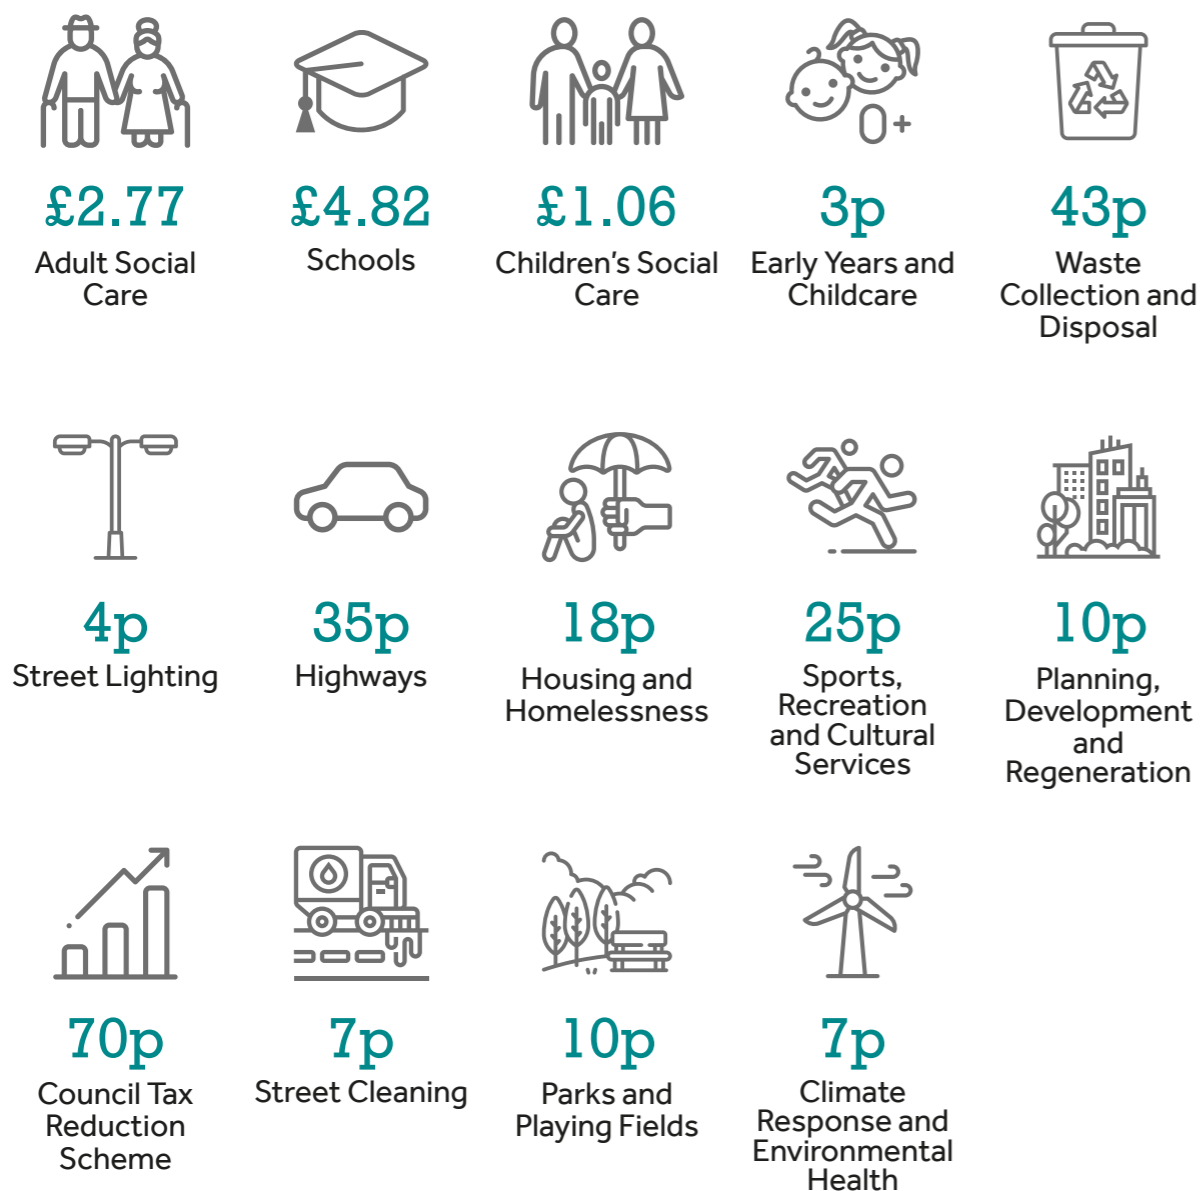 0+
£2.77
Adult Social
Care
£4.82
Schools
£1.06
Children's Social
Care
3p
Early Years and
Childcare
43p
Waste
Collection and
Disposal
4p
Street Lighting
35p
Highways
18p
Housing and
Homelessness
25p
Sports,
Recreation
and Cultural
Services
10p
Planning,
Development
and
Regeneration
70p
Council Tax
Reduction
Scheme
7p
Street Cleaning
10p
Parks and
Playing Fields
7p
Climate
Response and
Environmental
Health